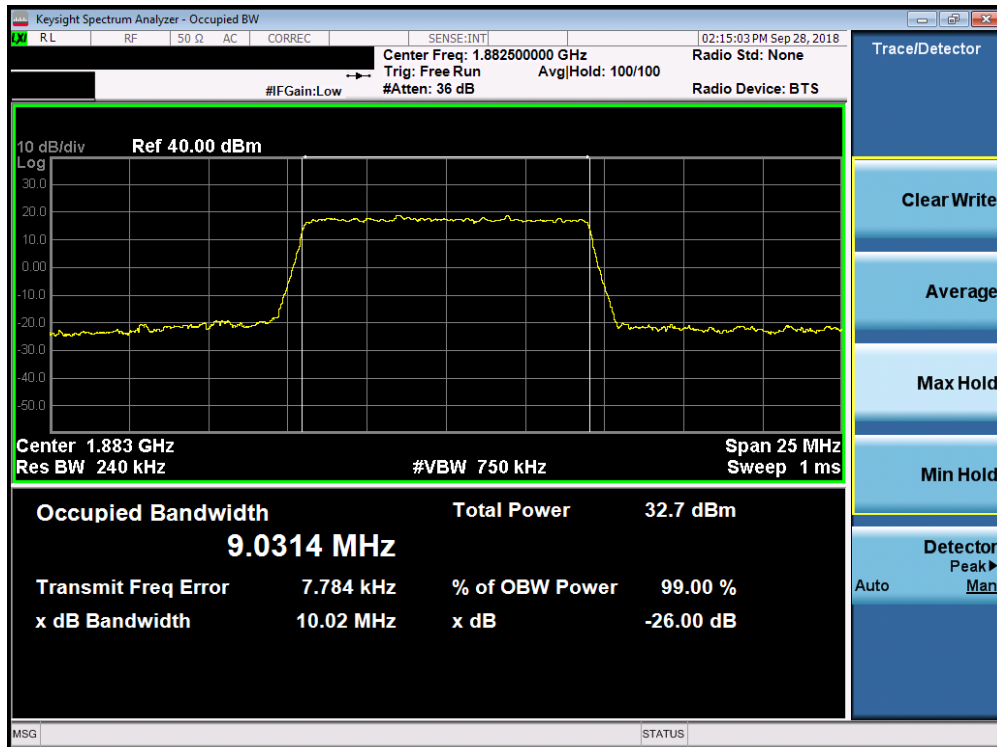 Keysight Spectrum Analyzer - Occupied BW
LXI RL RF 50 Ω AC CORREC SENSE:INT 02:15:03 PM Sep 28, 2018
Center Freq: 1.882500000 GHz Radio Std: None
Trig: Free Run Avg|Hold: 100/100
#IFGain:Low #Atten: 36 dB Radio Device: BTS
10 dB/div Ref 40.00 dBm
Log
30.0
20.0
10.0
0.00
-10.0
-20.0
-30.0
-40.0
-50.0
Center 1.883 GHz Span 25 MHz
Res BW 240 kHz #VBW 750 kHz Sweep 1 ms
Occupied Bandwidth Total Power 32.7 dBm
9.0314 MHz
Transmit Freq Error 7.784 kHz % of OBW Power 99.00 %
x dB Bandwidth 10.02 MHz x dB -26.00 dB
MSG STATUS
Trace/Detector
Clear Write
Average
Max Hold
Min Hold
Detector
Peak▶
Auto Man